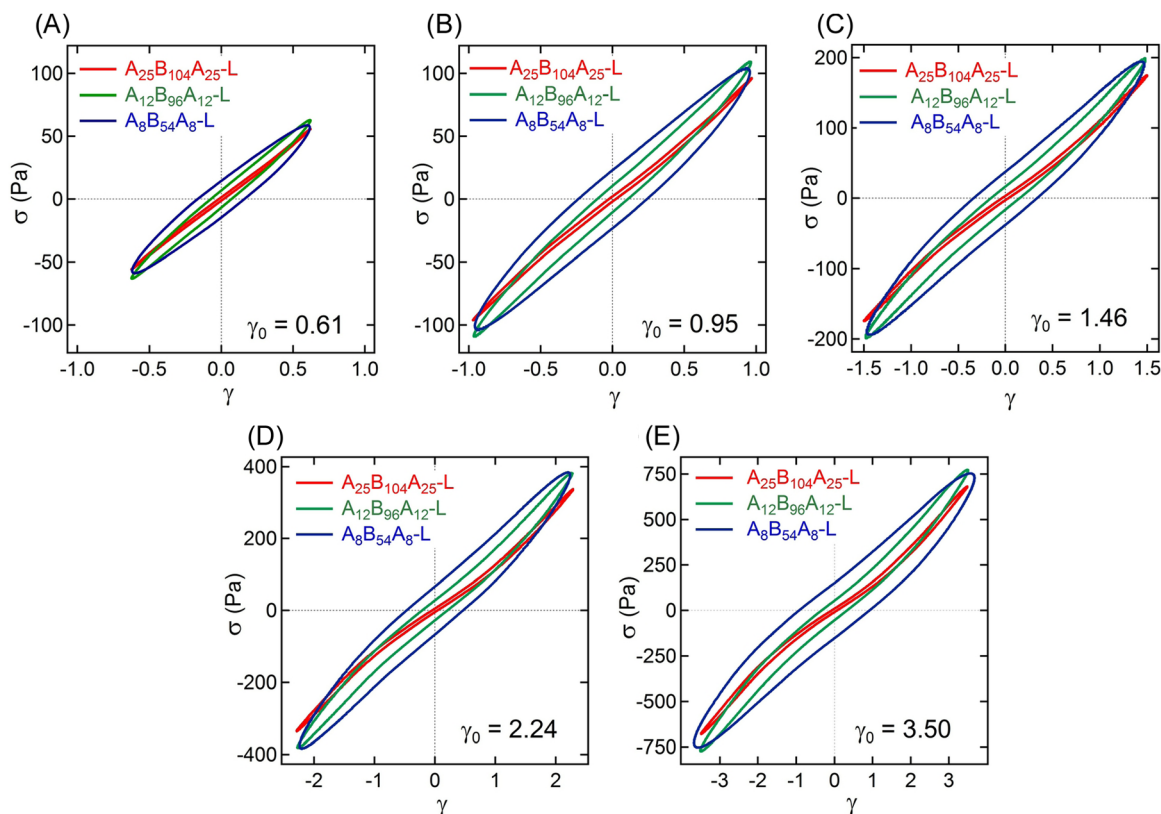 (A)
A₂₅B₁₀₄A₂₅-L
A₁₂B₉₆A₁₂-L
A₈B₅₄A₈-L
100
50
0
-50
-100
σ (Pa)
γ₀ = 0.61
-1.0 -0.5 0.0 0.5 1.0
γ
(B)
A₂₅B₁₀₄A₂₅-L
A₁₂B₉₆A₁₂-L
A₈B₅₄A₈-L
100
50
0
-50
-100
σ (Pa)
γ₀ = 0.95
-1.0 -0.5 0.0 0.5 1.0
γ
(C)
A₂₅B₁₀₄A₂₅-L
A₁₂B₉₆A₁₂-L
A₈B₅₄A₈-L
200
100
0
-100
-200
σ (Pa)
γ₀ = 1.46
-1.5 -1.0 -0.5 0.0 0.5 1.0 1.5
γ
(D)
A₂₅B₁₀₄A₂₅-L
A₁₂B₉₆A₁₂-L
A₈B₅₄A₈-L
400
200
0
-200
-400
σ (Pa)
γ₀ = 2.24
-2 -1 0 1 2
γ
(E)
A₂₅B₁₀₄A₂₅-L
A₁₂B₉₆A₁₂-L
A₈B₅₄A₈-L
750
500
250
0
-250
-500
-750
σ (Pa)
γ₀ = 3.50
-3 -2 -1 0 1 2 3
γ